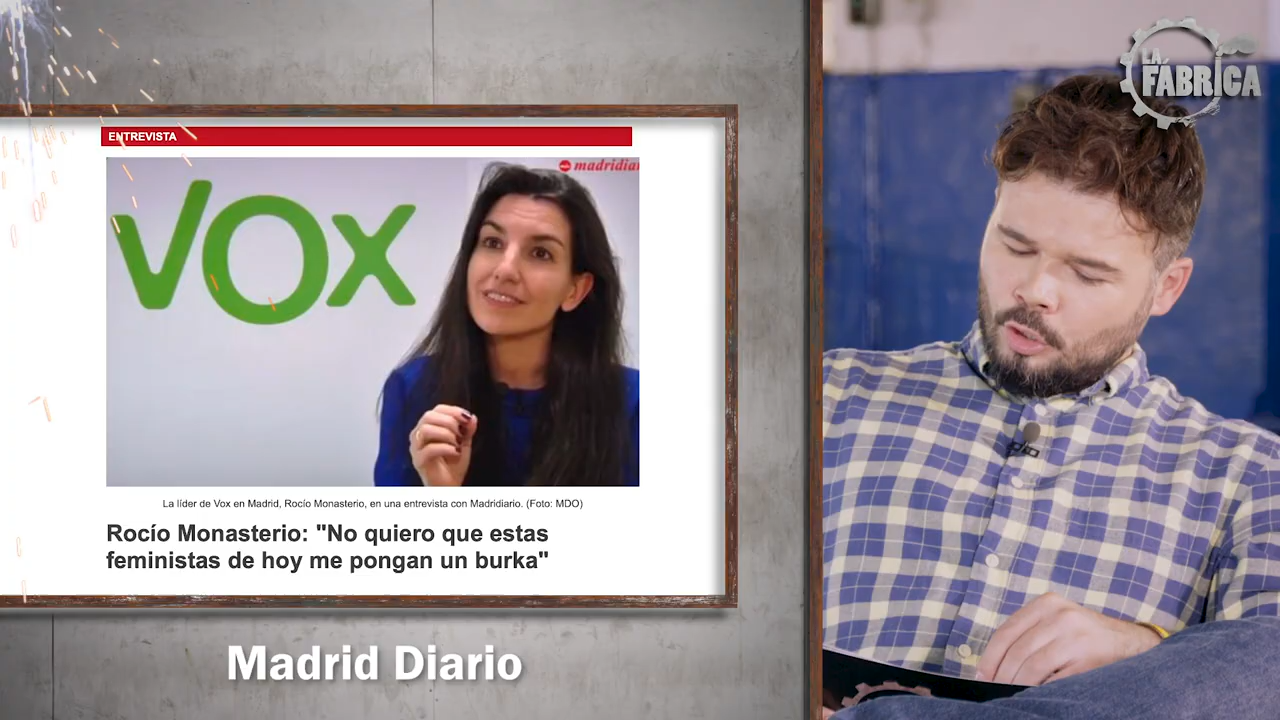 LA
FÁBRICA
ENTREVISTA
madridiar
VOX
La líder de Vox en Madrid, Rocío Monasterio, en una entrevista con Madridiario. (Foto: MDO)
Rocío Monasterio: "No quiero que estas
feministas de hoy me pongan un burka"
Madrid Diario